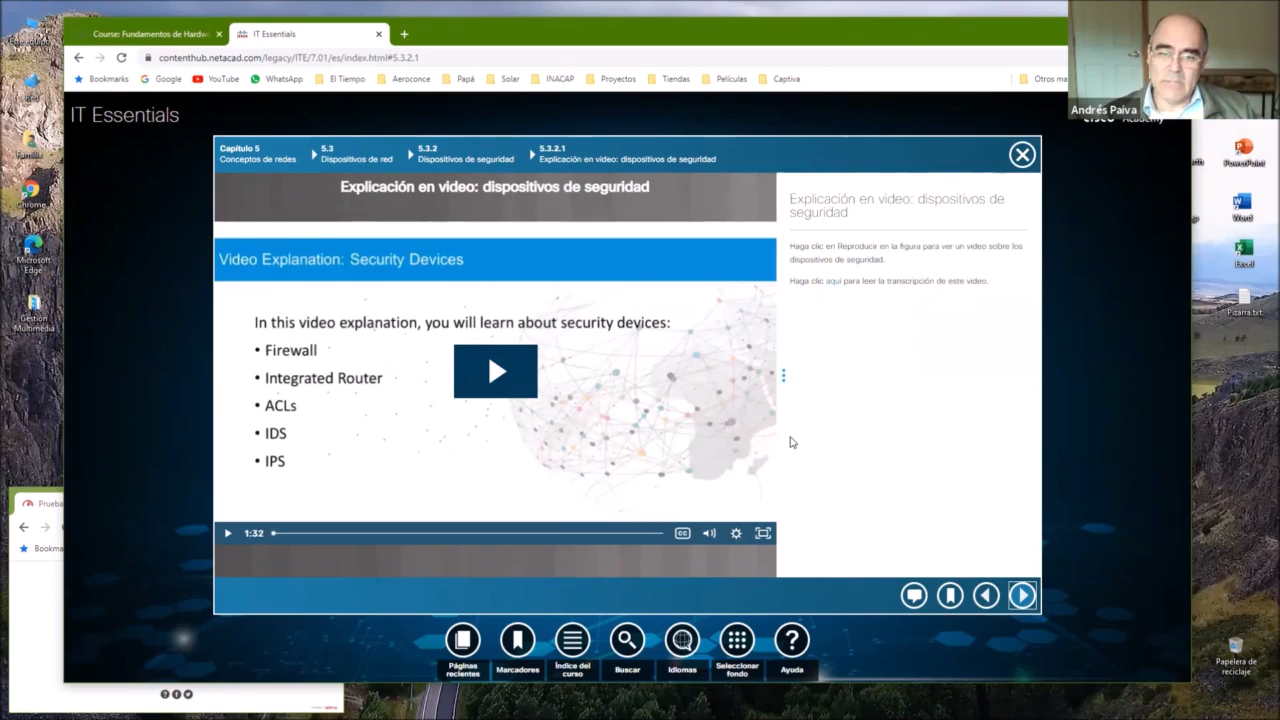 Course: Fundamentos de Hardw
IT Essentials
contenthub.netacad.com/legacy/ITE/7.01/es/index.html#5.3.2.1
Bookmarks
Google
YouTube
WhatsApp
El Tiempo
Aeroconce
Papá
Solar
INACAP
Proyectos
Tiendas
Películas
Captiva
Otros ma
Andrés Paiva
IT Essentials
Capítulo 5
Conceptos de redes
5.3
Dispositivos de red
5.3.2
Dispositivos de seguridad
5.3.2.1
Explicación en video: dispositivos de seguridad
Explicación en video: dispositivos de seguridad
Video Explanation: Security Devices
In this video explanation, you will learn about security devices:
• Firewall
• Integrated Router
• ACLs
• IDS
• IPS
1:32
CC
Explicación en video: dispositivos de
seguridad
Haga clic en Reproducir en la figura para ver un video sobre los
dispositivos de seguridad.
Haga clic aquí para leer la transcripción de este video.
Páginas
recientes
Marcadores
Índice del
curso
Buscar
Idiomas
Seleccionar
fondo
Ayuda
Red
Familia
Chrome
Microsoft
Edge
Gestión
Multimedia
Prueba
Bookma
PowerPoint
Word
Excel
Pizarra.txt
Papelera de
reciclaje